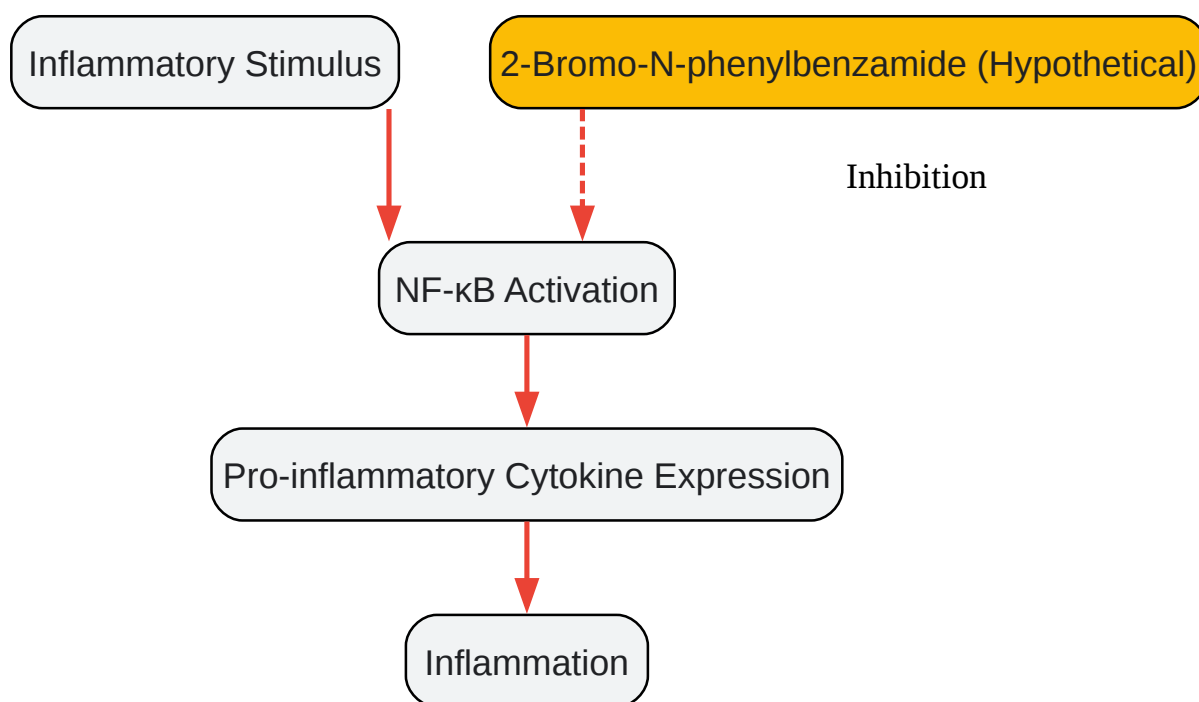 Inflammatory Stimulus
2-Bromo-N-phenylbenzamide (Hypothetical)
Inhibition
NF-κB Activation
Pro-inflammatory Cytokine Expression
Inflammation